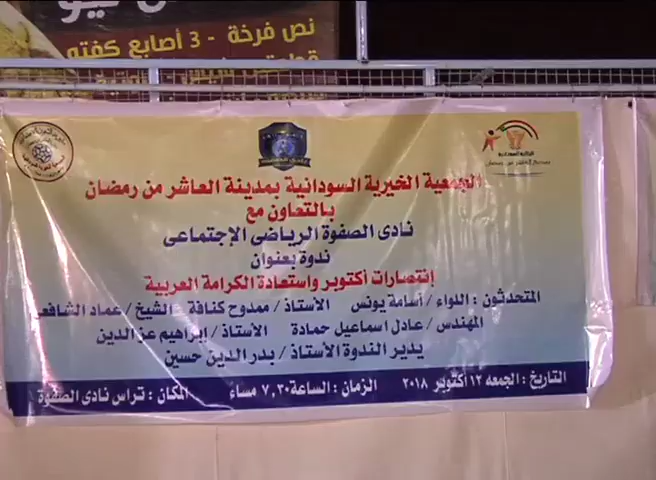 نص فرخة - 3 أصابع كفته
الجمعية الخيرية السودانية بمدينة العاشر من رمضان
بالتعاون مع
نادى الصفوة الرياضى الإجتماعى
ندوة بعنوان
إنتصارات أكتوبر واستعادة الكرامة العربية
المتحدثون : اللواء / أسامة يونس الأستاذ / ممدوح كنافة الشيخ / عماد الشافعى
المهندس / عادل اسماعيل حمادة الأستاذ / إبراهيم عز الدين
يدير الندوة الأستاذ / بدر الدين حسين
التاريخ : الجمعه ١٢ أكتوبر ٢٠١٨ الزمان : الساعة ٧,٣٠ مساء المكان : تراس نادى الصفوة